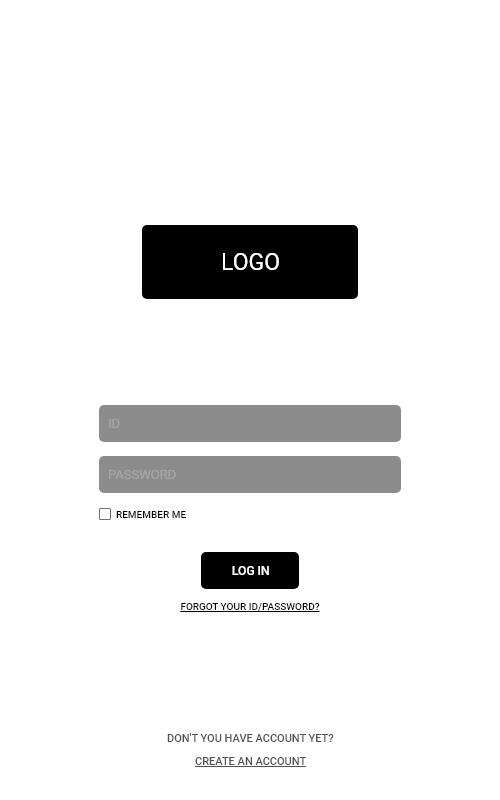 LOGO
ID
PASSWORD
REMEMBER ME
LOG IN
FORGOT YOUR ID/PASSWORD?
DON'T YOU HAVE ACCOUNT YET?
CREATE AN ACCOUNT